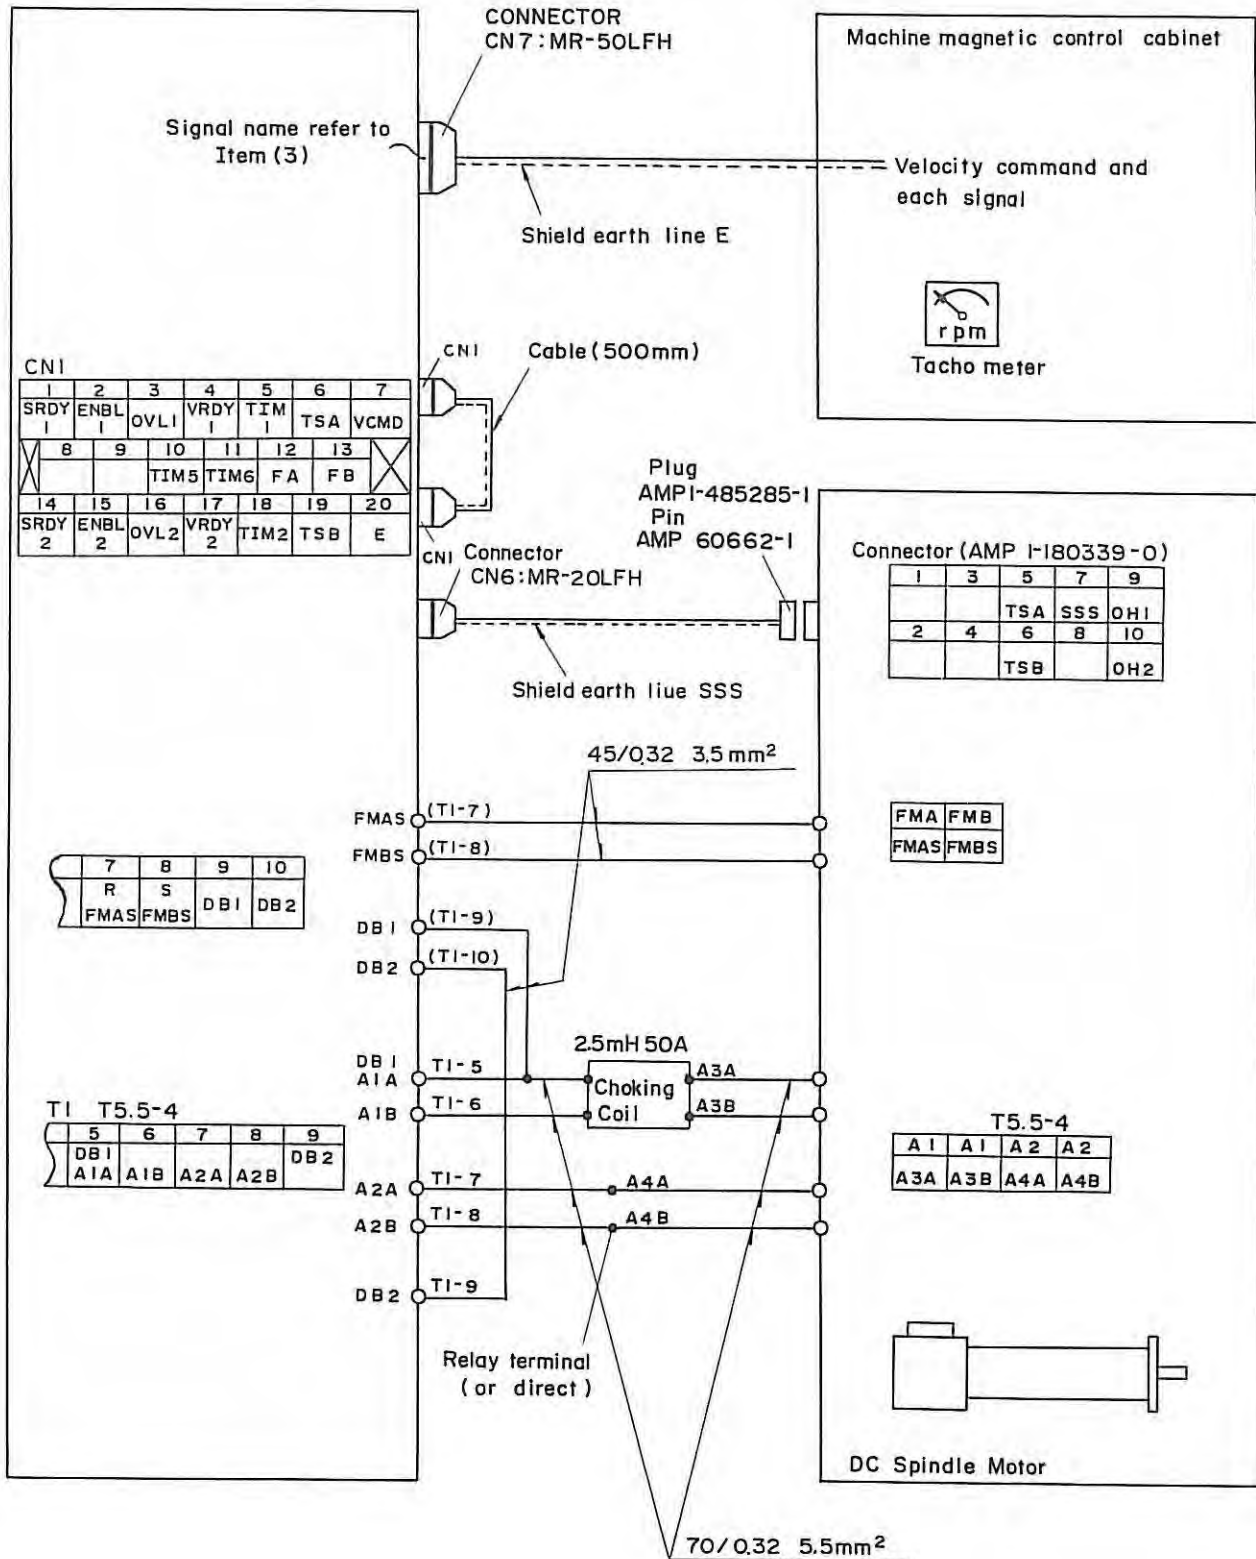 CONNECTOR
CN7:MR-50LFH
Machine magnetic control cabinet
Signal name refer to
Item (3)
Velocity command and
each signal
Shield earth line E
rpm
Tacho meter
CN1
Cable (500mm)
CN1
1 2 3 4 5 6 7
SRDY 1 ENBL 1 OVL1 VRDY 1 TIM 1 TSA VCMD
8 9 10 11 12 13
TIM5 TIM6 FA FB
14 15 16 17 18 19 20
SRDY 2 ENBL 2 OVL2 VRDY 2 TIM2 TSB E
CN1
Connector
CN6:MR-20LFH
Plug
AMP1-485285-1
Pin
AMP 60662-1
Connector (AMP 1-180339-0)
1 3 5 7 9
TSA SSS OH1
2 4 6 8 10
TSB OH2
Shield earth liue SSS
45/0.32 3.5mm²
FMAS (T1-7)
FMBS (T1-8)
FMA FMB
FMAS FMBS
7 8 9 10
R S DB1 DB2
FMAS FMBS
DB1 (T1-9)
DB2 (T1-10)
2.5mH 50A
Choking
Coil
DB1
A1A T1-5 A3A
A1B T1-6 A3B
T1 T5.5-4
5 6 7 8 9
DB1 DB2
A1A A1B A2A A2B
T5.5-4
A1 A1 A2 A2
A3A A3B A4A A4B
A2A T1-7 A4A
A2B T1-8 A4B
DB2 T1-9
Relay terminal
(or direct)
DC Spindle Motor
70/0.32 5.5mm²